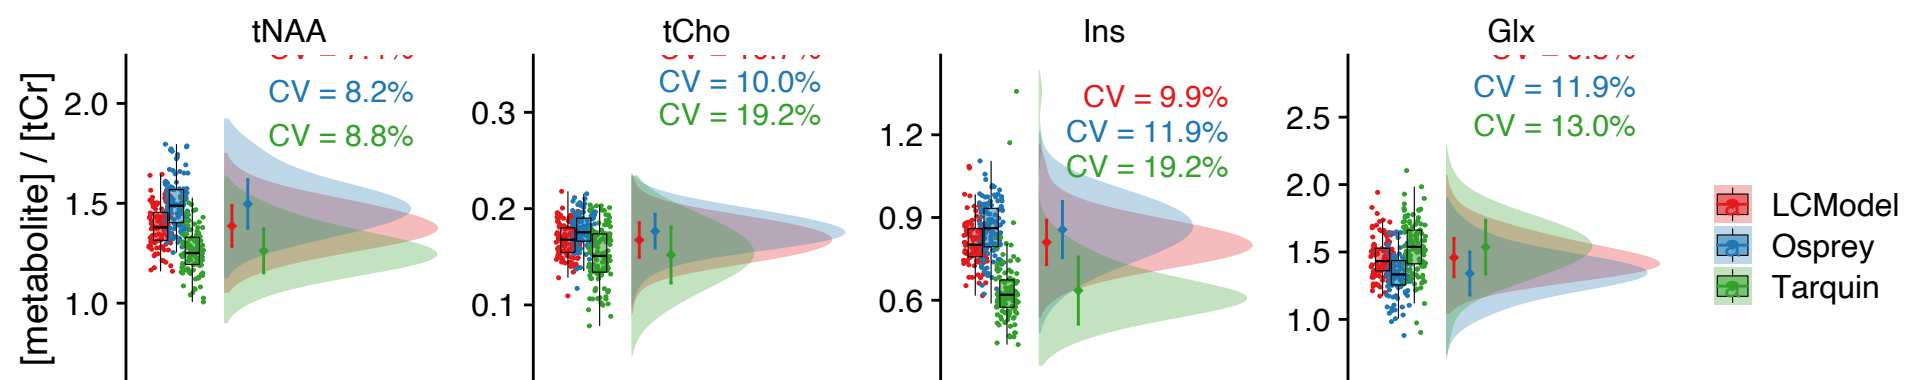 tNAA
tCho
Ins
Glx
[metabolite] / [tCr]
CV = 8.2%
CV = 8.8%
2.0
1.5
1.0
CV = 10.0%
CV = 19.2%
0.3
0.2
0.1
CV = 9.9%
CV = 11.9%
CV = 19.2%
1.2
0.9
0.6
CV = 11.9%
CV = 13.0%
2.5
2.0
1.5
1.0
LCModel
Osprey
Tarquin